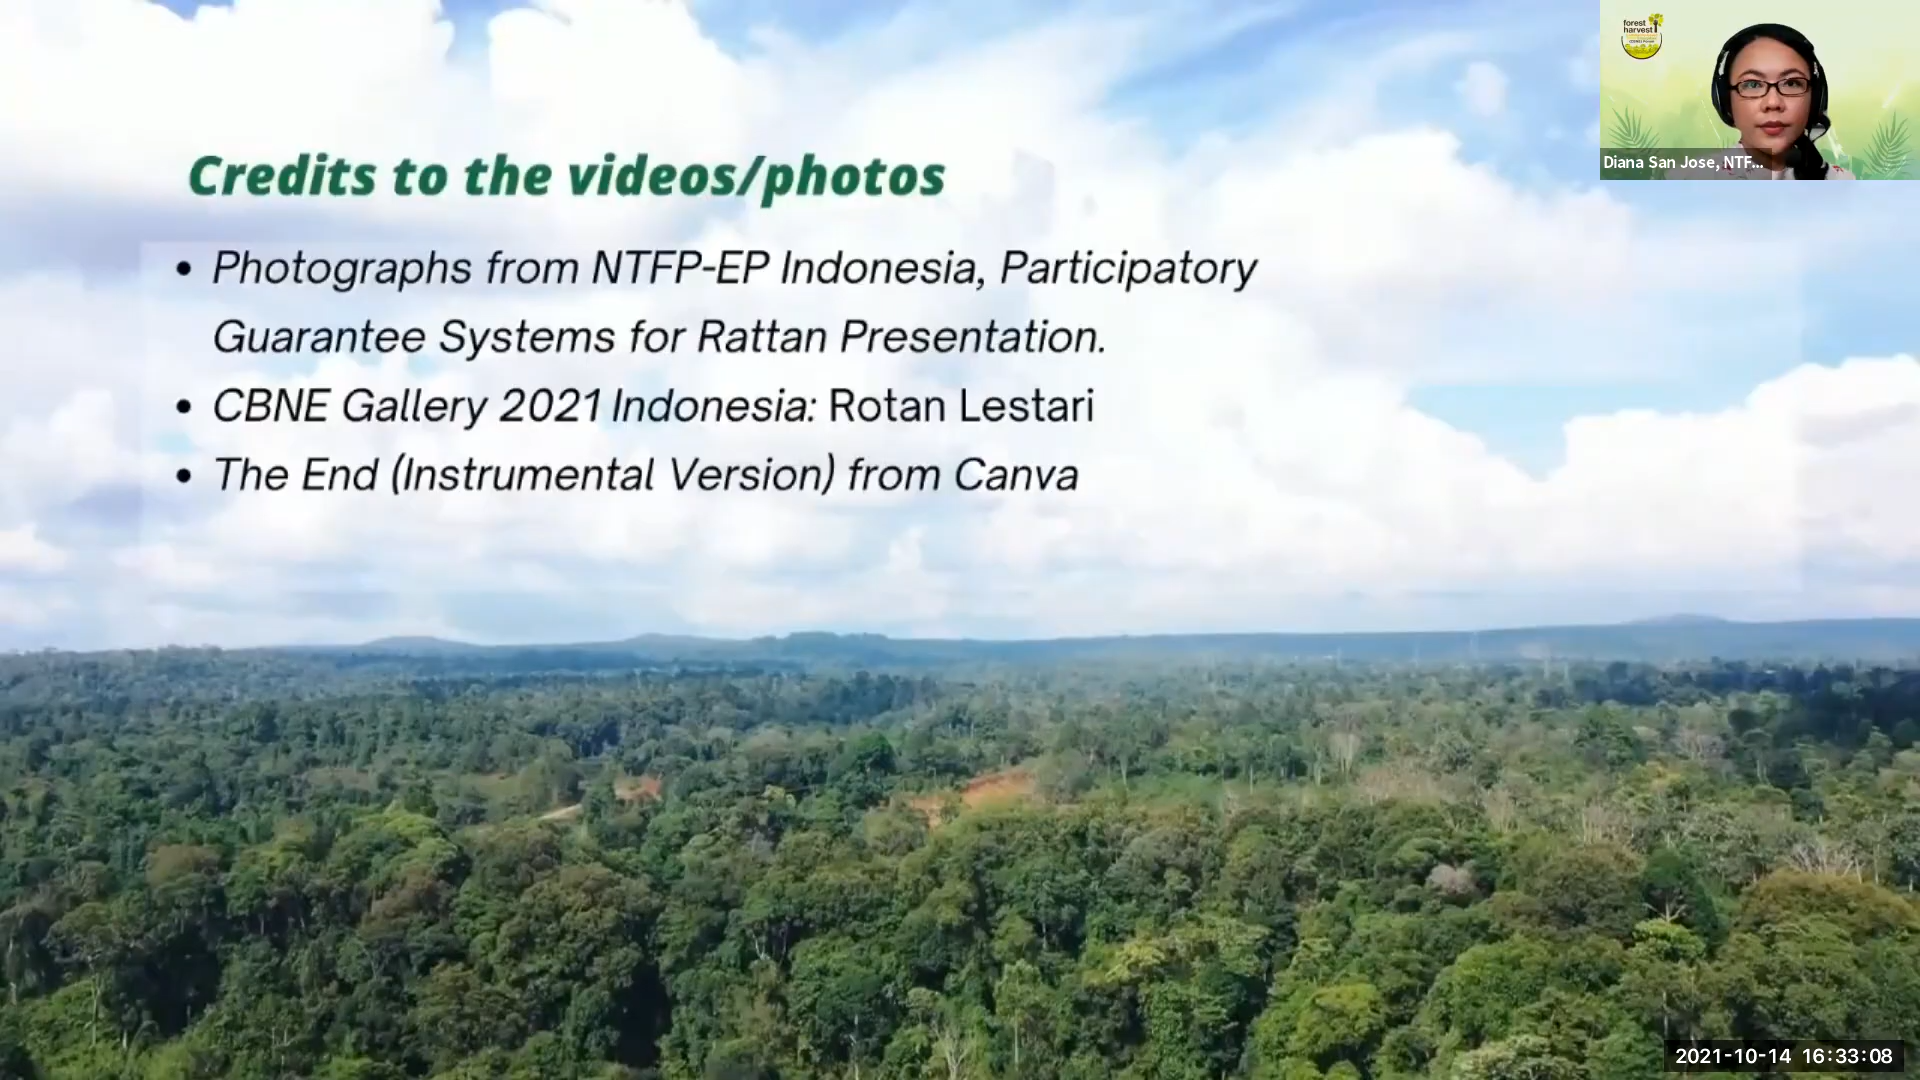 forest
harvest
Diana San Jose, NTF...
Credits to the videos/photos
• Photographs from NTFP-EP Indonesia, Participatory
Guarantee Systems for Rattan Presentation.
• CBNE Gallery 2021 Indonesia: Rotan Lestari
• The End (Instrumental Version) from Canva
2021-10-14 16:33:08